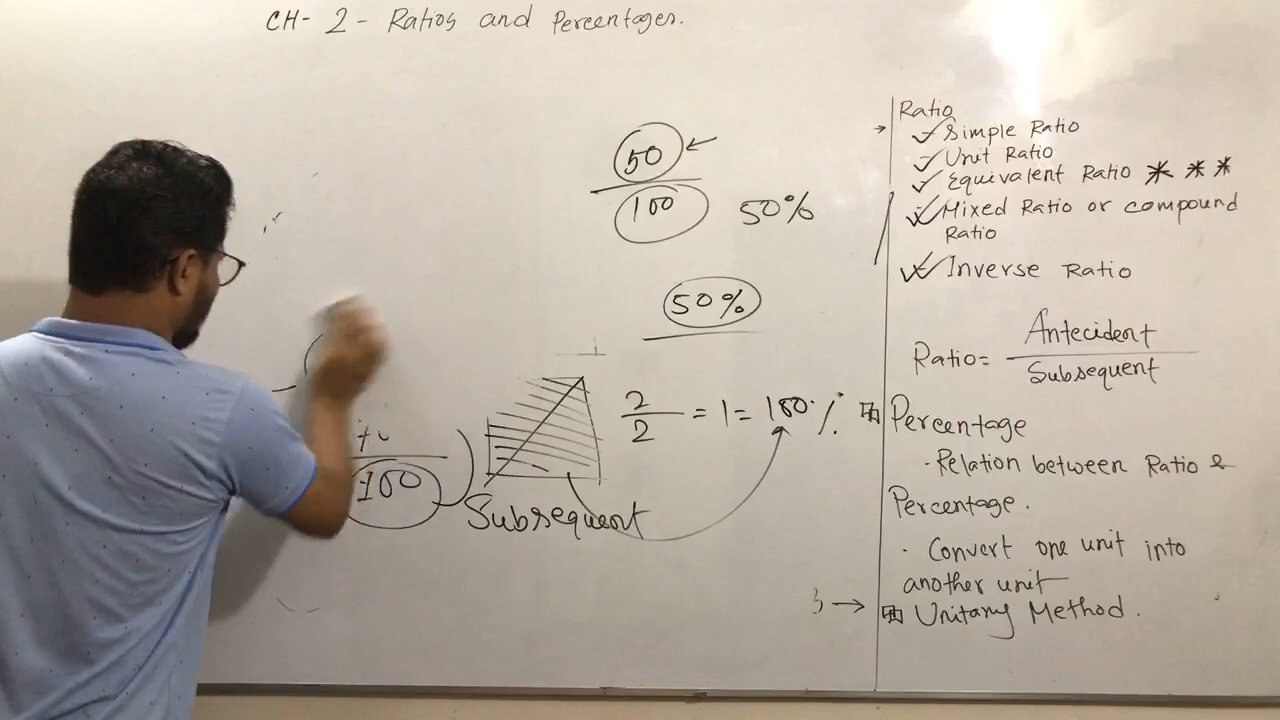 CH- 2 - Ratios and Percentages.
50
100
50%
50%
2/2 = 1 = 100%
100
Subsequent
Ratio
Simple Ratio
Unit Ratio
Equivalent Ratio * * *
Mixed Ratio or compound
Ratio
Inverse Ratio
Ratio= Antecident
Subsequent
Percentage
· Relation between Ratio &
Percentage.
· Convert one unit into
another unit
Unitary Method.